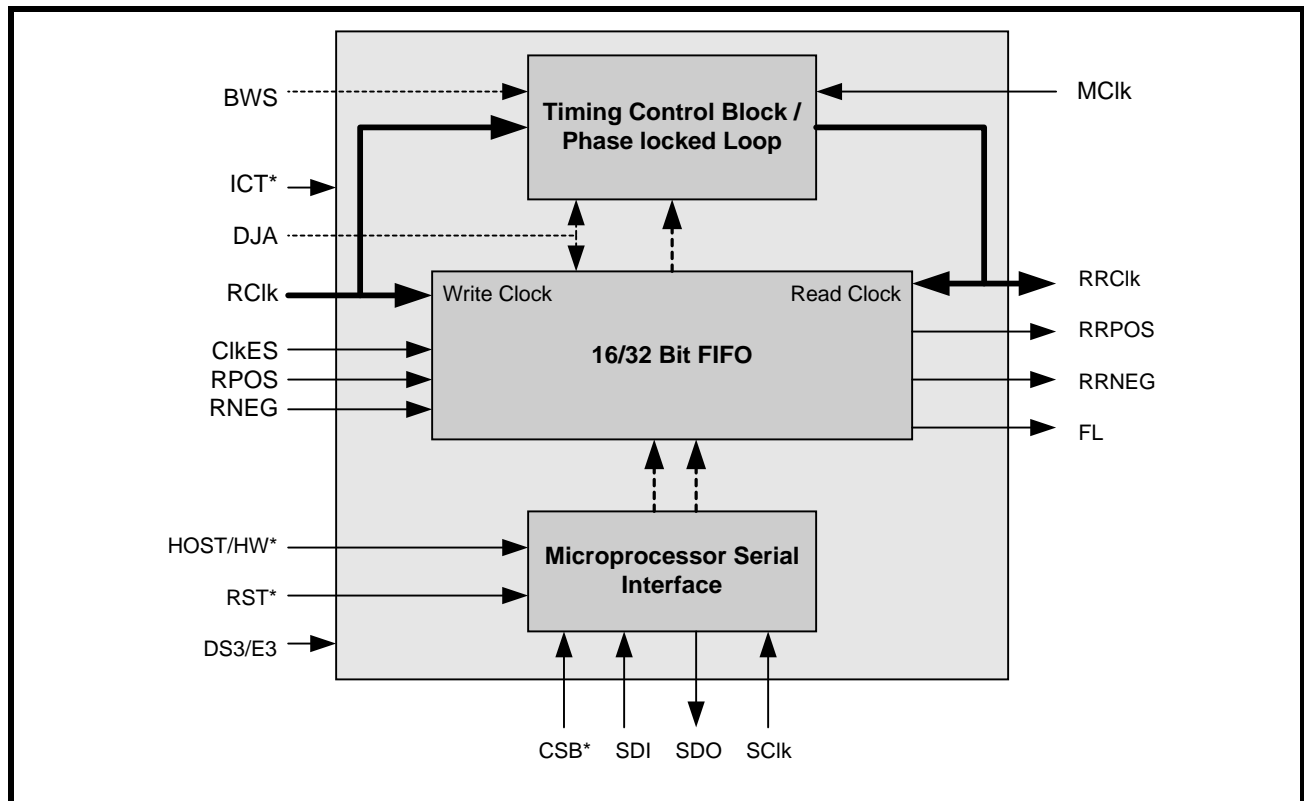 BWS
Timing Control Block /
Phase locked Loop
MClk
ICT*
DJA
RClk
Write Clock
Read Clock
RRClk
RRPOS
ClkES
16/32 Bit FIFO
RPOS
RRNEG
RNEG
FL
HOST/HW*
Microprocessor Serial
Interface
RST*
DS3/E3
CSB*
SDI
SDO
SClk